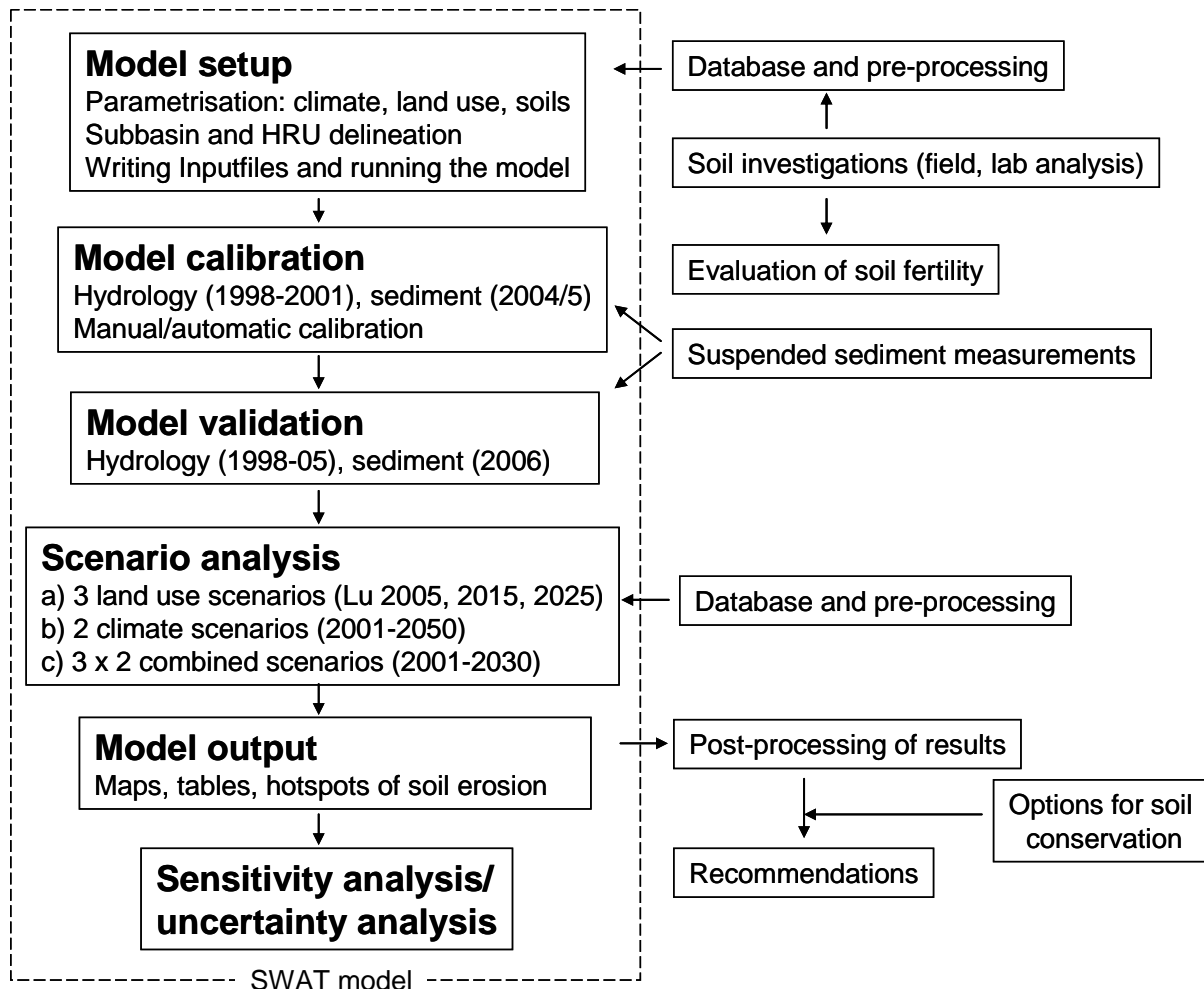 Model setup
Parametrisation: climate, land use, soils
Subbasin and HRU delineation
Writing Inputfiles and running the model
Database and pre-processing
Soil investigations (field, lab analysis)
Evaluation of soil fertility
Model calibration
Hydrology (1998-2001), sediment (2004/5)
Manual/automatic calibration
Suspended sediment measurements
Model validation
Hydrology (1998-05), sediment (2006)
Scenario analysis
a) 3 land use scenarios (Lu 2005, 2015, 2025)
b) 2 climate scenarios (2001-2050)
c) 3 x 2 combined scenarios (2001-2030)
Database and pre-processing
Model output
Maps, tables, hotspots of soil erosion
Post-processing of results
Options for soil
conservation
Recommendations
Sensitivity analysis/
uncertainty analysis
SWAT model